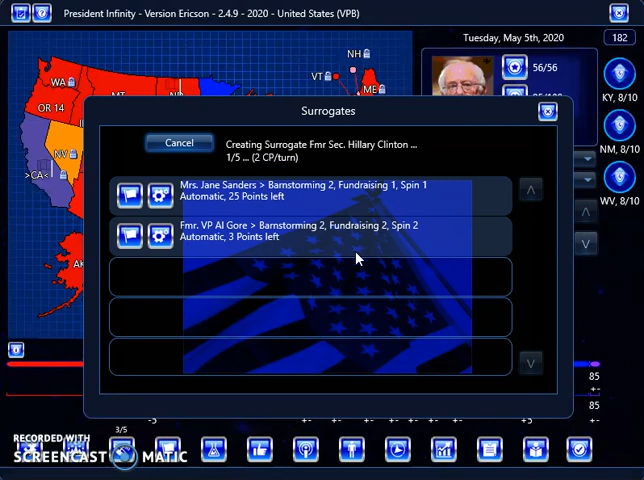 President Infinity - Version Ericson - 2.4.9 - 2020 - United States (VPB)
Tuesday, May 5th, 2020
182
NH
VT
ME
WA
MT
OR 14
NV
>CA<
AK
56/56
KY, 8/10
NM, 8/10
WV, 8/10
Surrogates
Cancel
Creating Surrogate Fmr Sec. Hillary Clinton ...
1/5 ... (2 CP/turn)
Mrs. Jane Sanders > Barnstorming 2, Fundraising 1, Spin 1
Automatic, 25 Points left
Fmr. VP Al Gore > Barnstorming 2, Fundraising 2, Spin 2
Automatic, 3 Points left
85
+-
85
-5
+-
+-
+-
+5
+-
+-
3/5
RECORDED WITH
SCREENCAST MATIC